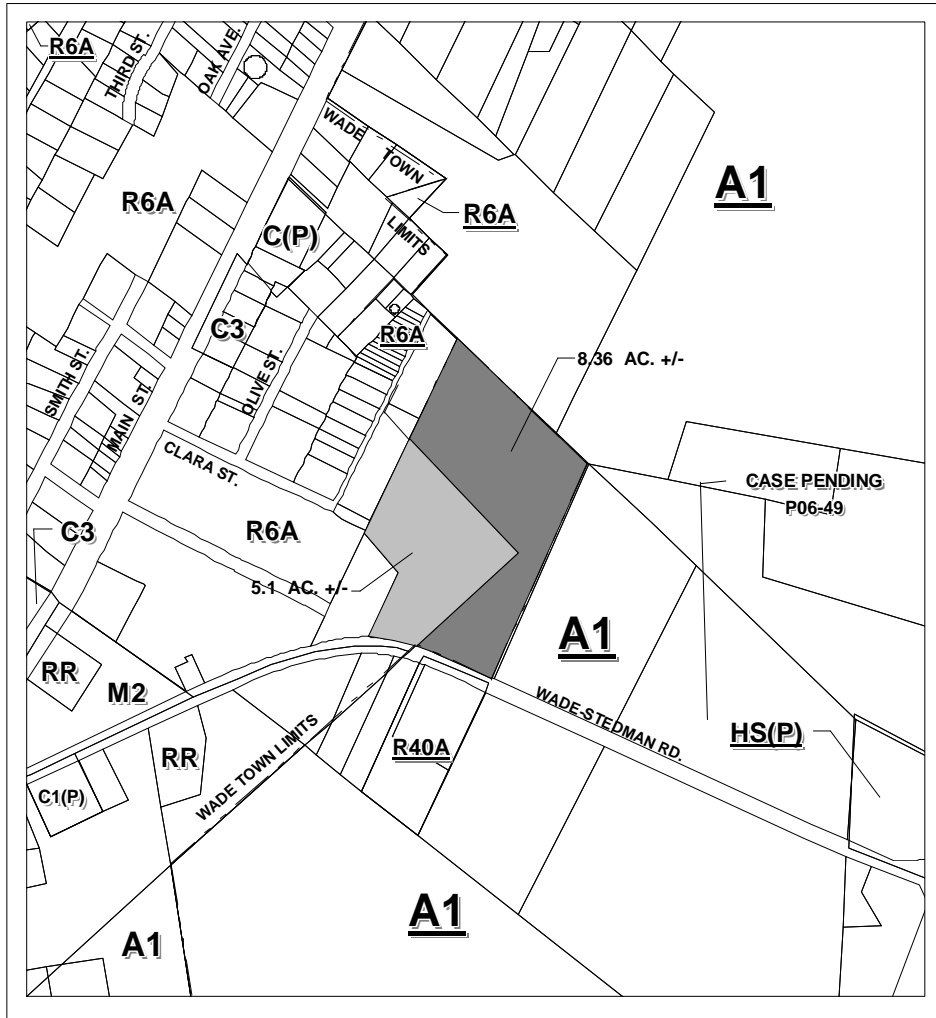 R6A
THIRD ST.
OAK AVE.
WADE
TOWN
LIMITS
A1
R6A
R6A
C(P)
C3
R6A
8.36 AC. +/-
SMITH ST.
MAIN ST.
OLIVE ST.
CLARA ST.
CASE PENDING
P06-49
C3
R6A
5.1 AC. +/-
A1
RR
M2
WADE-STEDMAN RD.
RR
WADE TOWN LIMITS
R40A
HS(P)
C1(P)
A1
A1